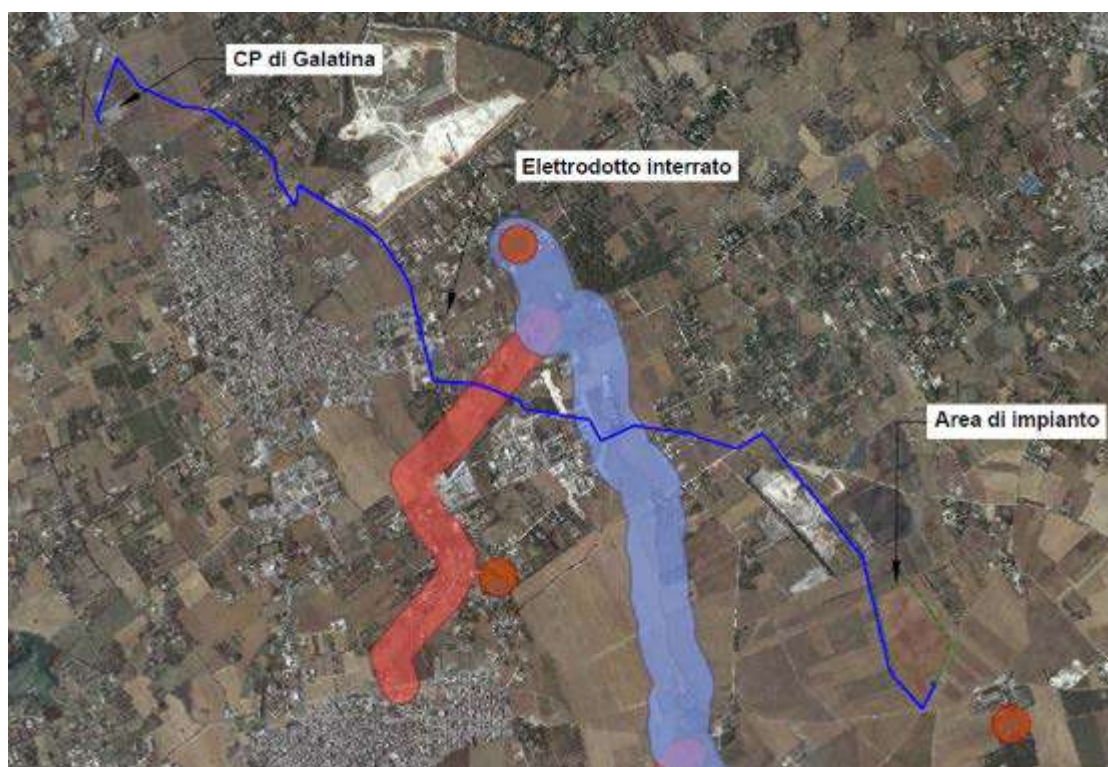 CP di Galatina
Elettrodotto interrato
Area di impianto